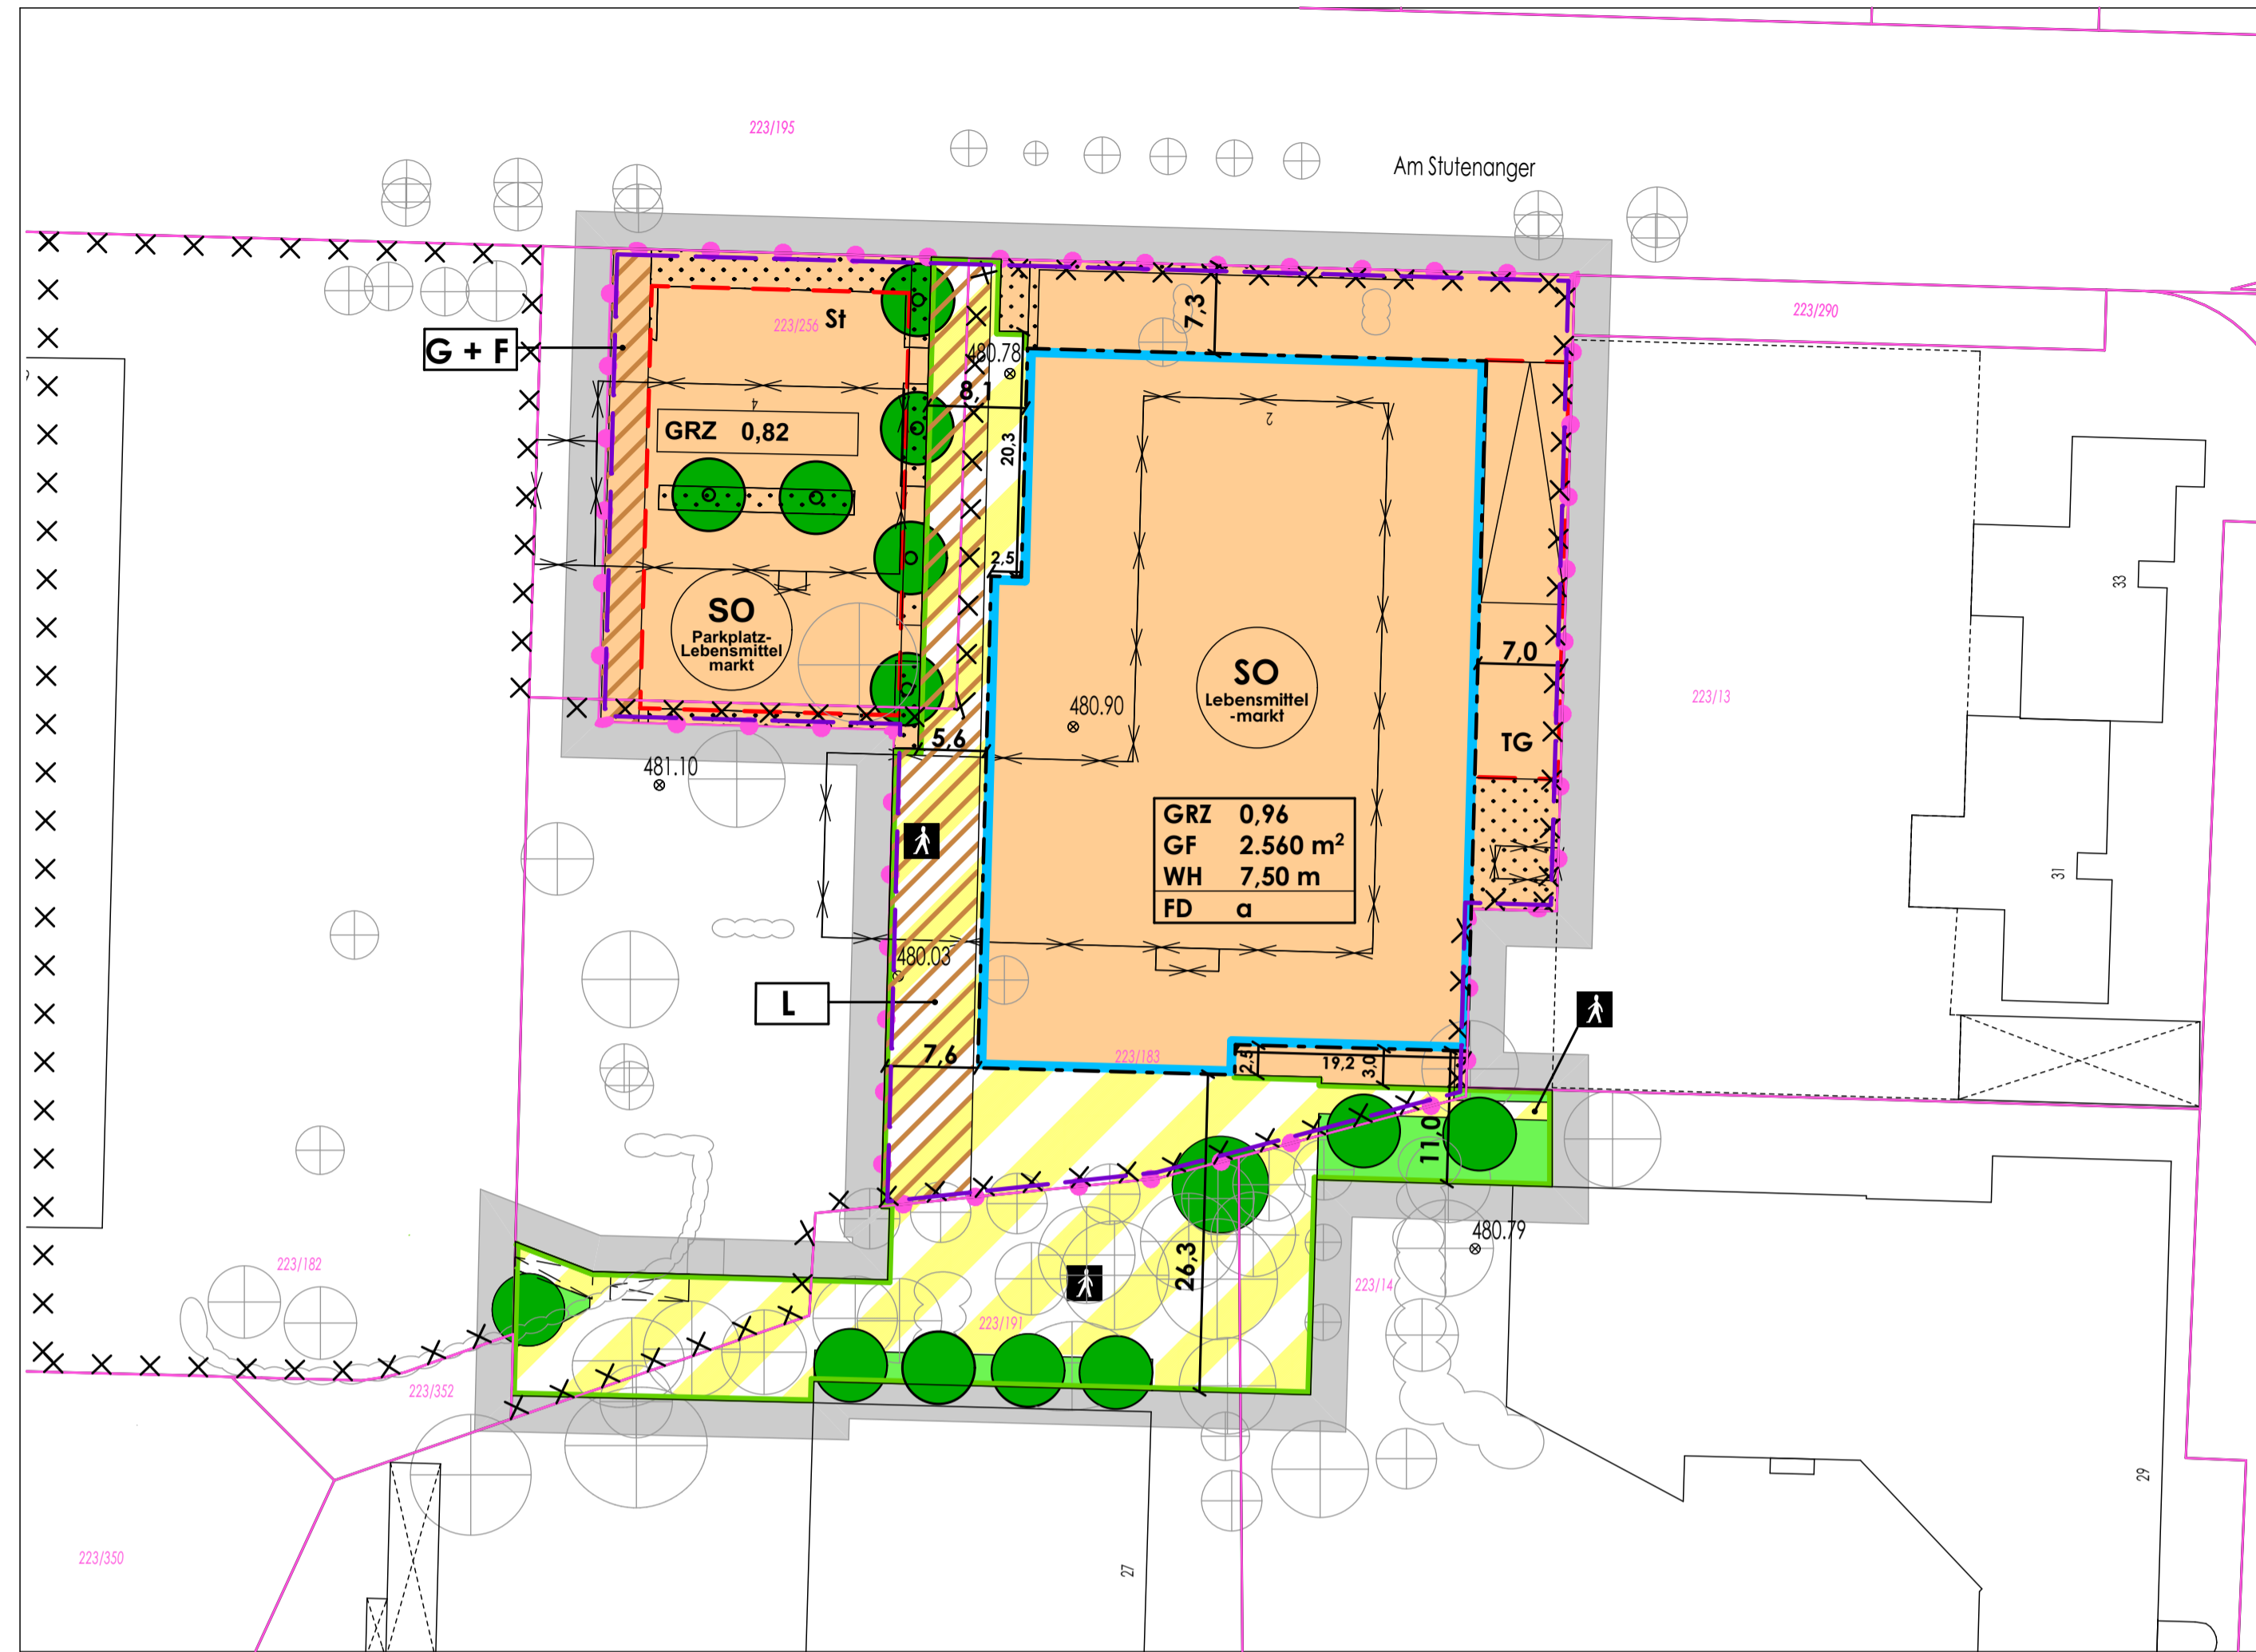 223/195
Am Stutenanger
223/290
St
223/256
G + F
7,3
480.78
8,1
4
2
GRZ 0,82
20,3
2,5
33
SO
Parkplatz-
Lebensmittel
markt
SO
Lebensmittel
-markt
7,0
223/13
480.90
TG
5,6
481.10
GRZ 0,96
GF 2.560 m²
WH 7,50 m
FD a
31
480.03
L
7,6
223/183
2,5
19,2
3,0
11,0
480.79
223/182
26,3
223/14
223/191
223/352
29
223/350
27